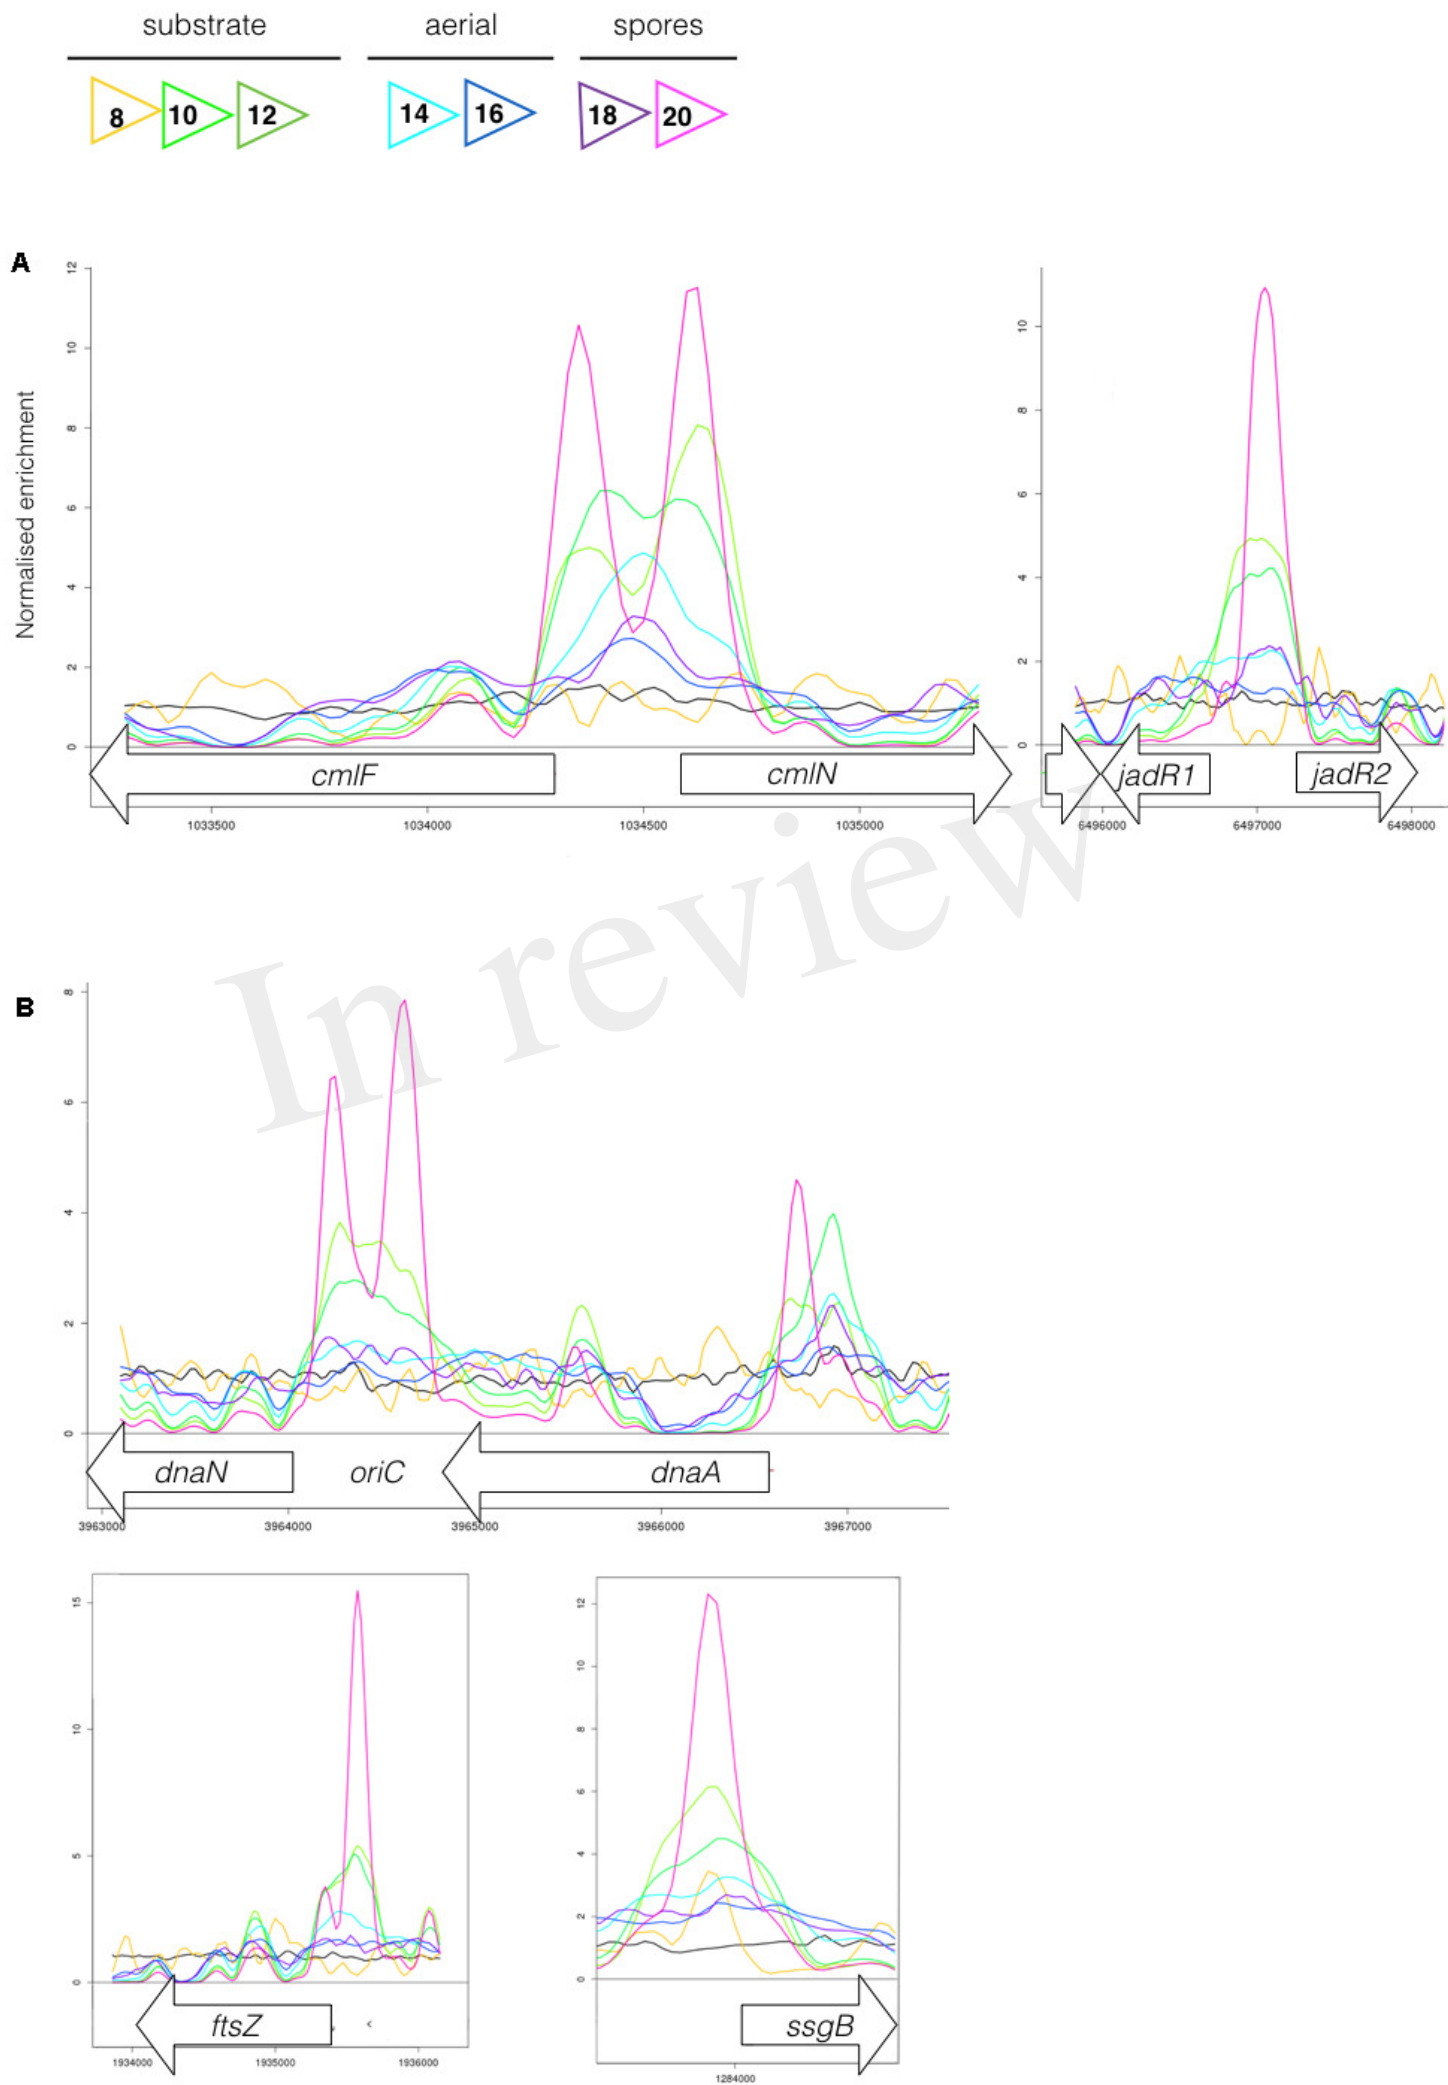 substrate aerial spores
8 10 12 14 16 18 20
A
Normalised enrichment
12
10
8
6
4
2
0
10
8
6
4
2
0
cmlF cmlN jadR1 jadR2
1033500 1034000 1034500 1035000 6496000 6497000 6498000
In review
B
8
6
4
2
0
dnaN oriC dnaA
3963000 3964000 3965000 3966000 3967000
15
10
5
0
12
10
8
6
4
2
0
ftsZ ssgB
1934000 1935000 1936000 1284000